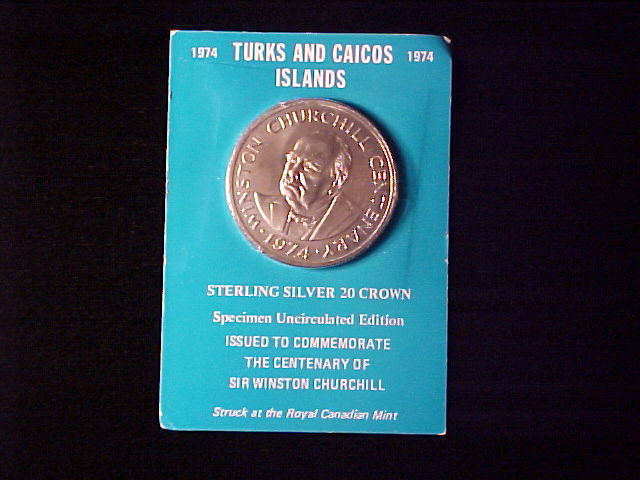 1974 TURKS AND CAICOS 1974
ISLANDS
WINSTON CHURCHILL CENTENARY
·1974·
STERLING SILVER 20 CROWN
Specimen Uncirculated Edition
ISSUED TO COMMEMORATE
THE CENTENARY OF
SIR WINSTON CHURCHILL
Struck at the Royal Canadian Mint